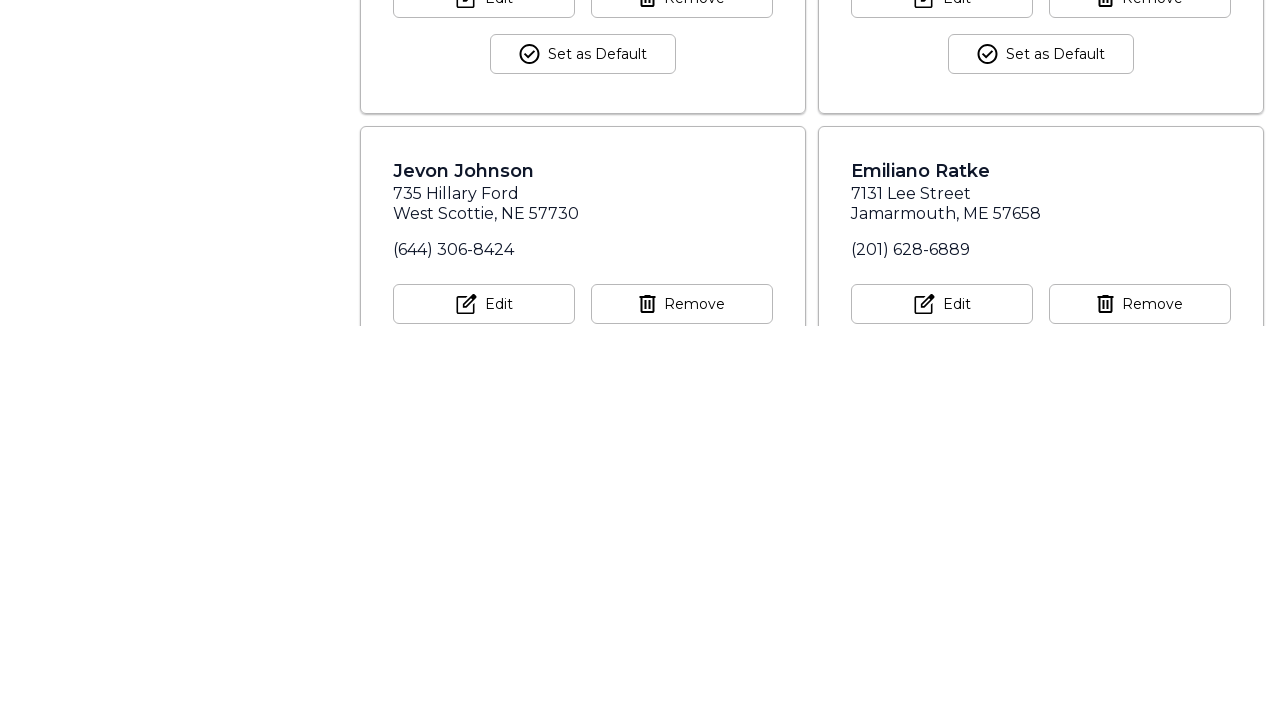 Edit Remove Edit Remove
Set as Default Set as Default
Jevon Johnson
735 Hillary Ford
West Scottie, NE 57730
(644) 306-8424
Edit Remove
Emiliano Ratke
7131 Lee Street
Jamarmouth, ME 57658
(201) 628-6889
Edit Remove